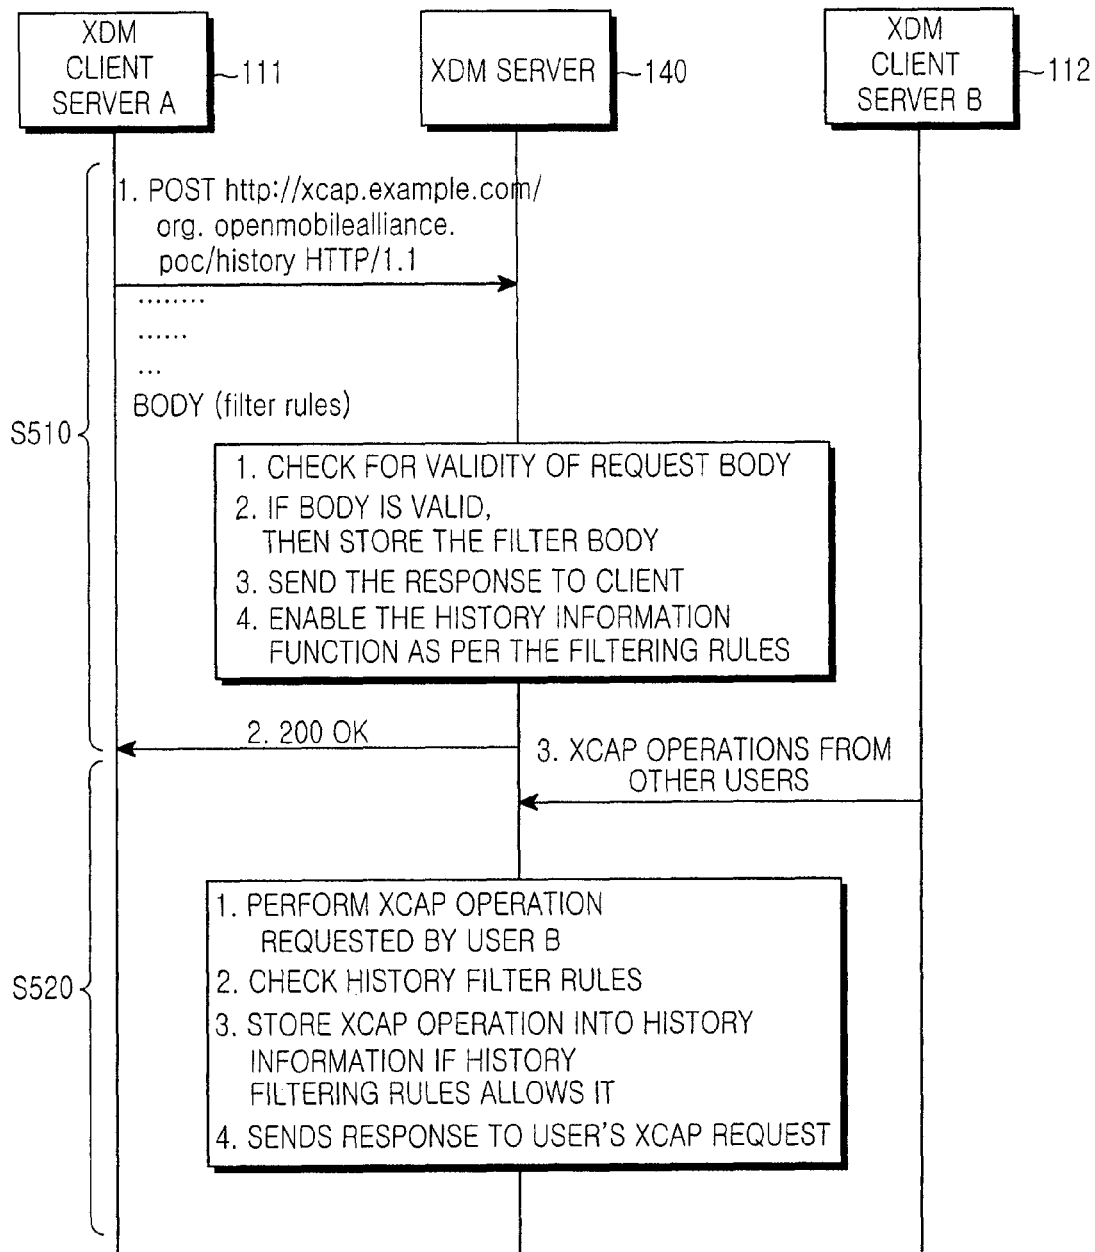 XDM
CLIENT
SERVER A
~111
XDM SERVER
~140
XDM
CLIENT
SERVER B
~112
1. POST http://xcap.example.com/
org. openmobilealliance.
poc/history HTTP/1.1
........
......
...
BODY (filter rules)
S510
1. CHECK FOR VALIDITY OF REQUEST BODY
2. IF BODY IS VALID,
THEN STORE THE FILTER BODY
3. SEND THE RESPONSE TO CLIENT
4. ENABLE THE HISTORY INFORMATION
FUNCTION AS PER THE FILTERING RULES
2. 200 OK
3. XCAP OPERATIONS FROM
OTHER USERS
S520
1. PERFORM XCAP OPERATION
REQUESTED BY USER B
2. CHECK HISTORY FILTER RULES
3. STORE XCAP OPERATION INTO HISTORY
INFORMATION IF HISTORY
FILTERING RULES ALLOWS IT
4. SENDS RESPONSE TO USER'S XCAP REQUEST